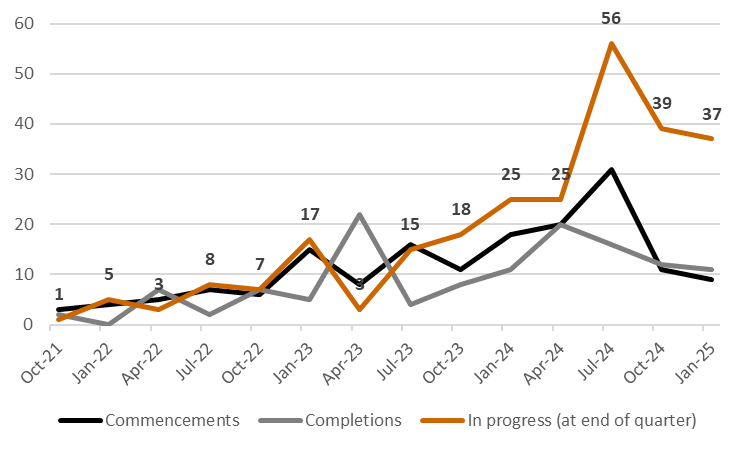 60
50
40
30
20
10
0
1
5
3
8
7
17
3
15
18
25
25
56
39
37
Oct-21
Jan-22
Apr-22
Jul-22
Oct-22
Jan-23
Apr-23
Jul-23
Oct-23
Jan-24
Apr-24
Jul-24
Oct-24
Jan-25
Commencements Completions In progress (at end of quarter)